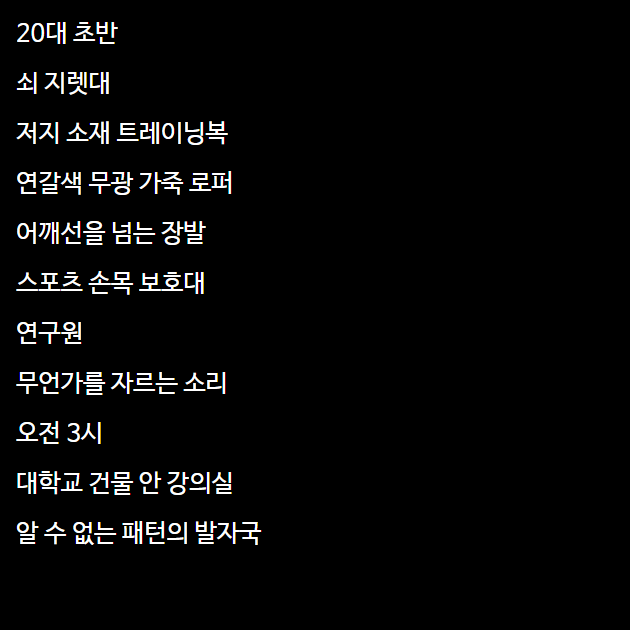 20대 초반
쇠 지렛대
저지 소재 트레이닝복
연갈색 무광 가죽 로퍼
어깨선을 넘는 장발
스포츠 손목 보호대
연구원
무언가를 자르는 소리
오전 3시
대학교 건물 안 강의실
알 수 없는 패턴의 발자국